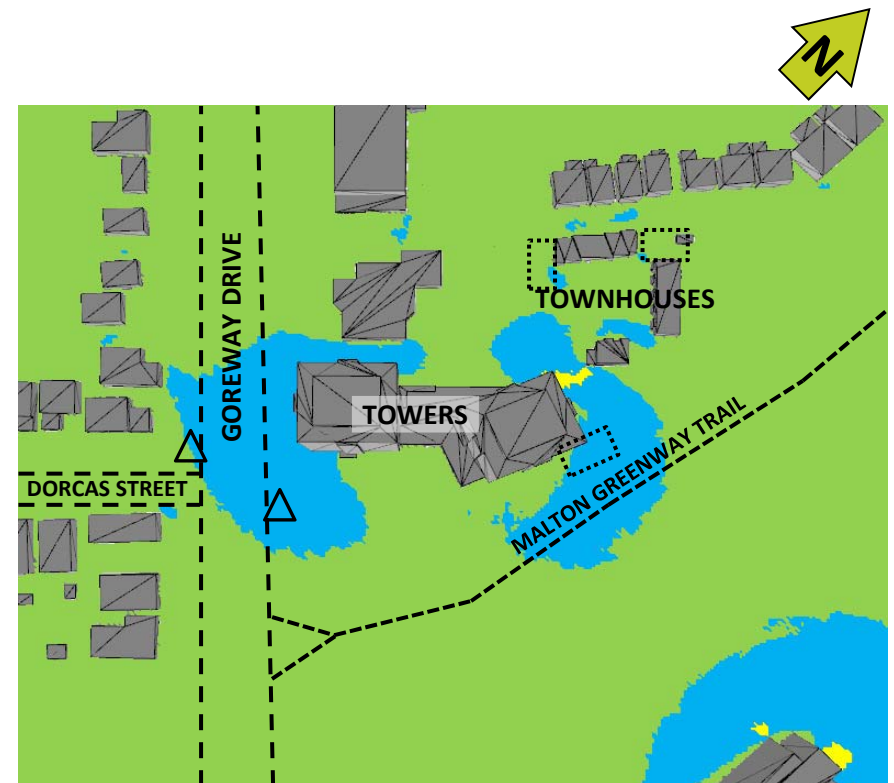 N
GOREWAY DRIVE
TOWNHOUSES
TOWERS
DORCAS STREET
MALTON GREENWAY TRAIL